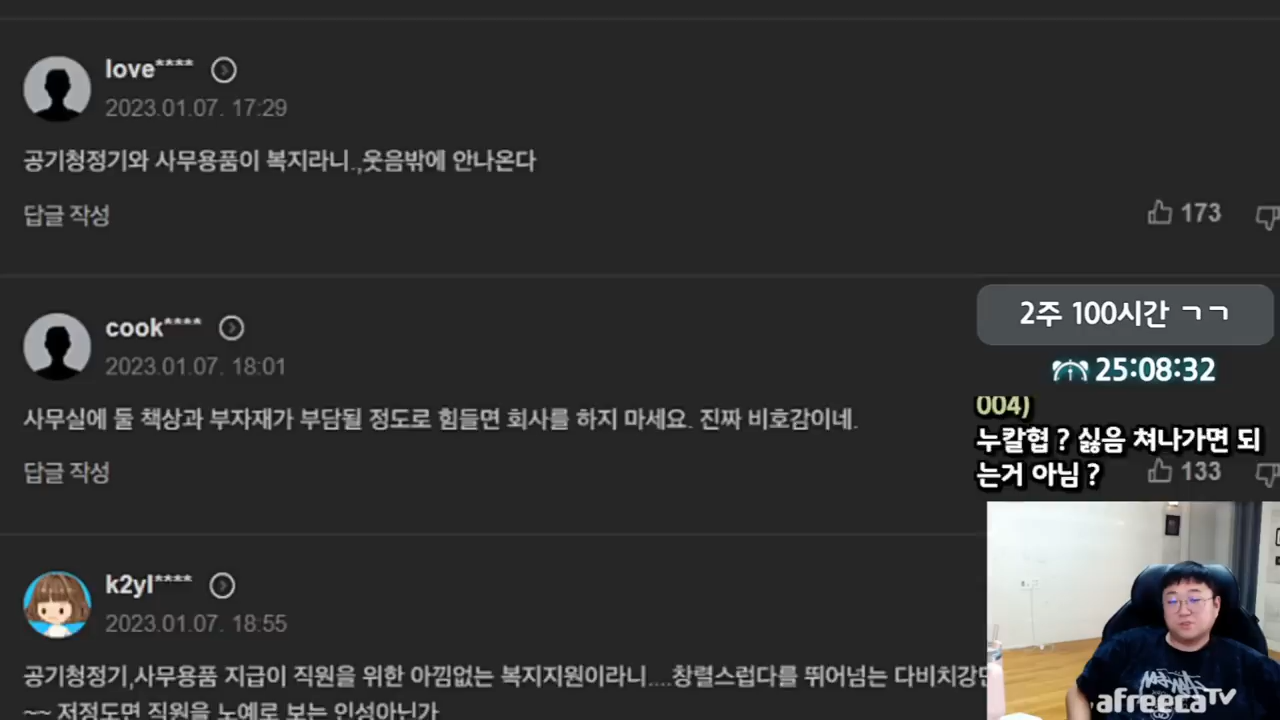 love****
2023.01.07. 17:29
공기청정기와 사무용품이 복지라니.,웃음밖에 안나온다
답글 작성
173
cook****
2023.01.07. 18:01
사무실에 둘 책상과 부자재가 부담될 정도로 힘들면 회사를 하지 마세요. 진짜 비호감이네.
답글 작성
133
2주 100시간 ㄱㄱ
25:08:32
004)
누칼협 ? 싫음 쳐나가면 되
는거 아님 ?
k2yl****
2023.01.07. 18:55
공기청정기,사무용품 지급이 직원을 위한 아낌없는 복지지원이라니....창렬스럽다를 뛰어넘는 다비치강민
~~ 저정도면 직원을 노예로 보는 인성아닌가
afreecaTV